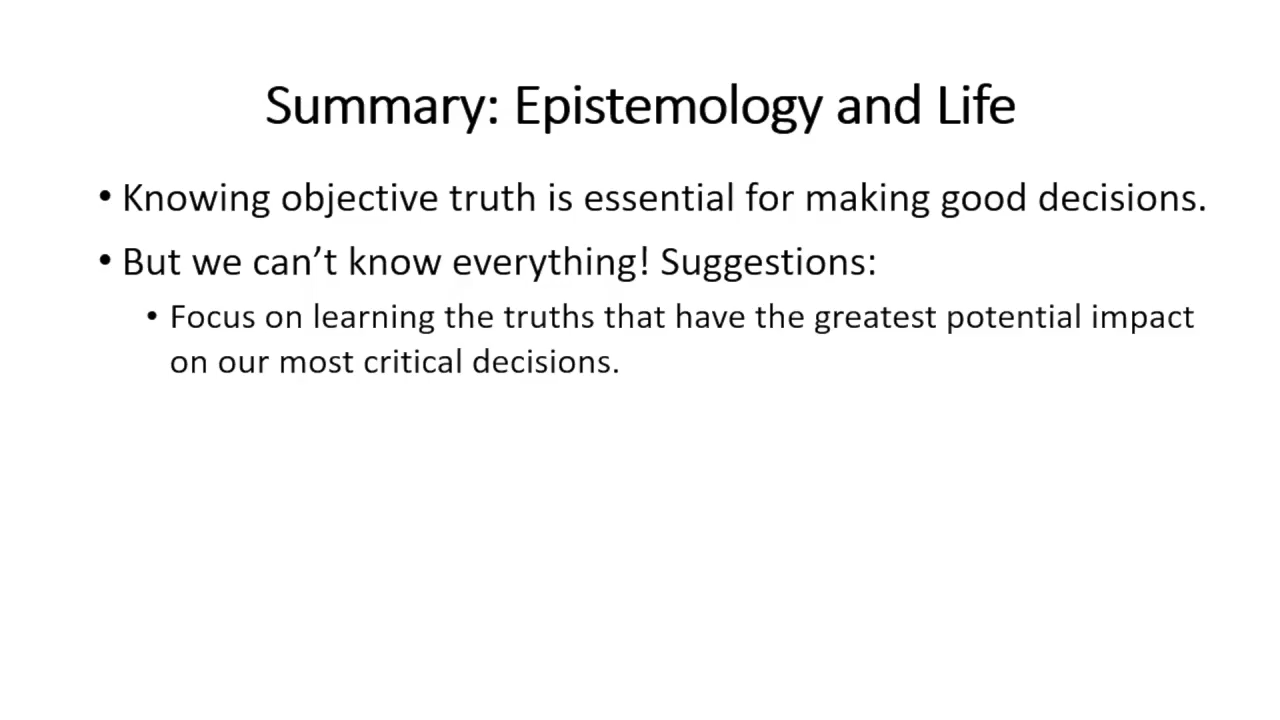 Summary: Epistemology and Life
• Knowing objective truth is essential for making good decisions.
• But we can’t know everything! Suggestions:
• Focus on learning the truths that have the greatest potential impact
on our most critical decisions.